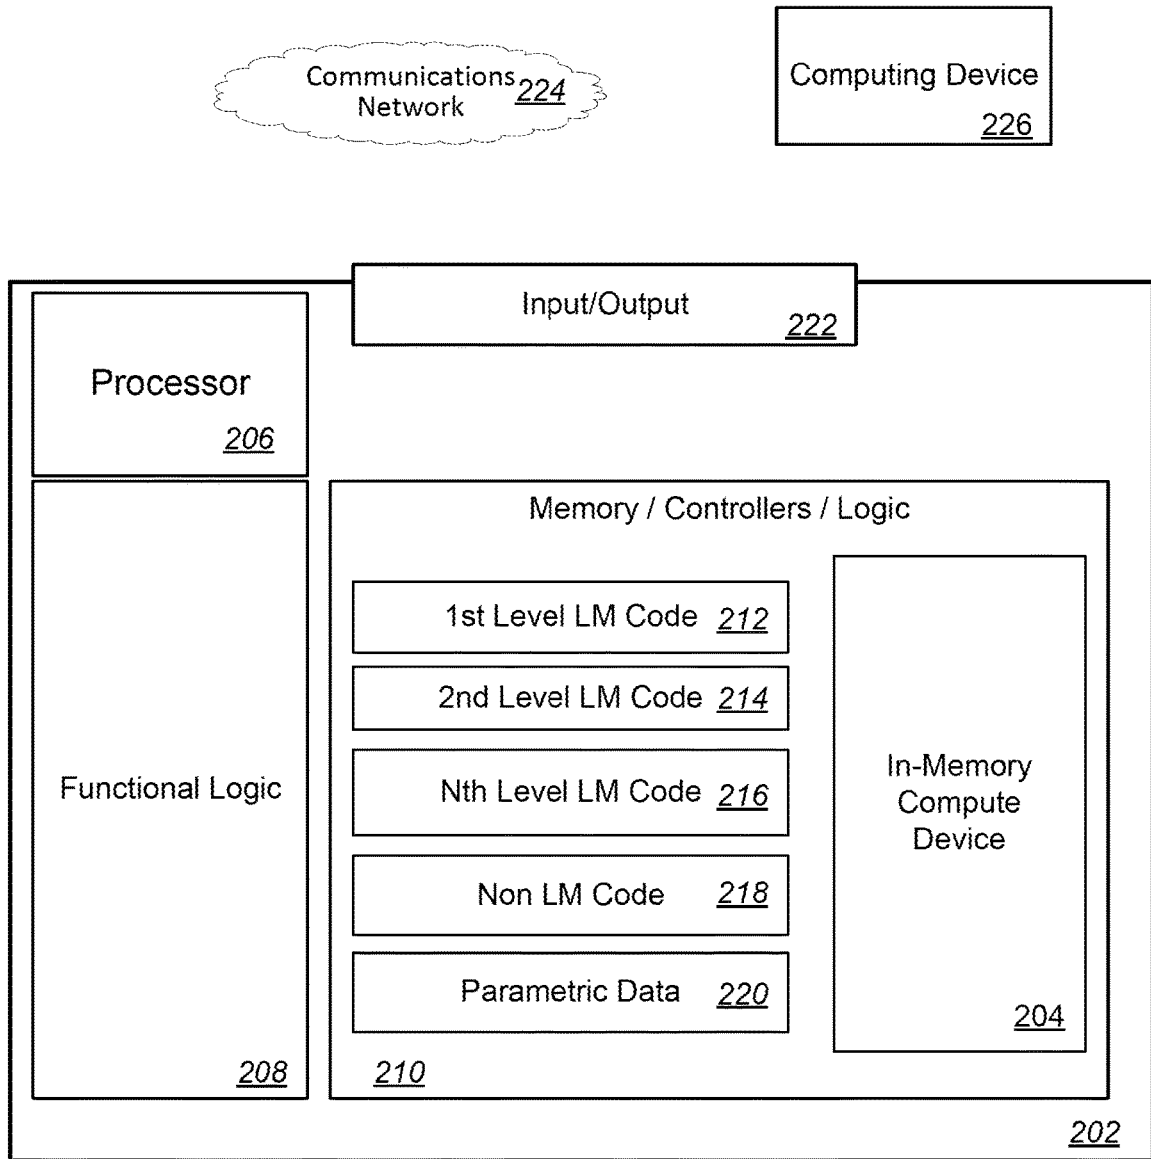 Communications 224
Network
Computing Device
226
Input/Output
222
Processor
206
Memory / Controllers / Logic
1st Level LM Code 212
2nd Level LM Code 214
Nth Level LM Code 216
Non LM Code 218
Parametric Data 220
Functional Logic
208
In-Memory
Compute
Device
204
210
202